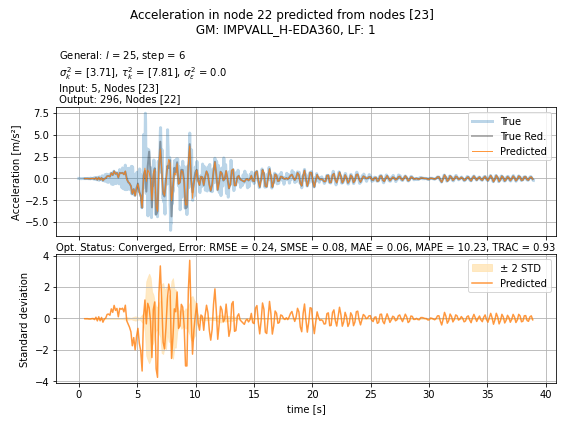 Acceleration in node 22 predicted from nodes [23]
GM: IMPVALL_H-EDA360, LF: 1
General: l = 25, step = 6
σ²ₖ = [3.71], τ²ₖ = [7.81], σ²ε = 0.0
Input: 5, Nodes [23]
Output: 296, Nodes [22]
Acceleration [m/s²]
7.5
5.0
2.5
0.0
−2.5
−5.0
True
True Red.
Predicted
Opt. Status: Converged, Error: RMSE = 0.24, SMSE = 0.08, MAE = 0.06, MAPE = 10.23, TRAC = 0.93
Standard deviation
4
2
0
−2
−4
± 2 STD
Predicted
0 5 10 15 20 25 30 35 40
time [s]